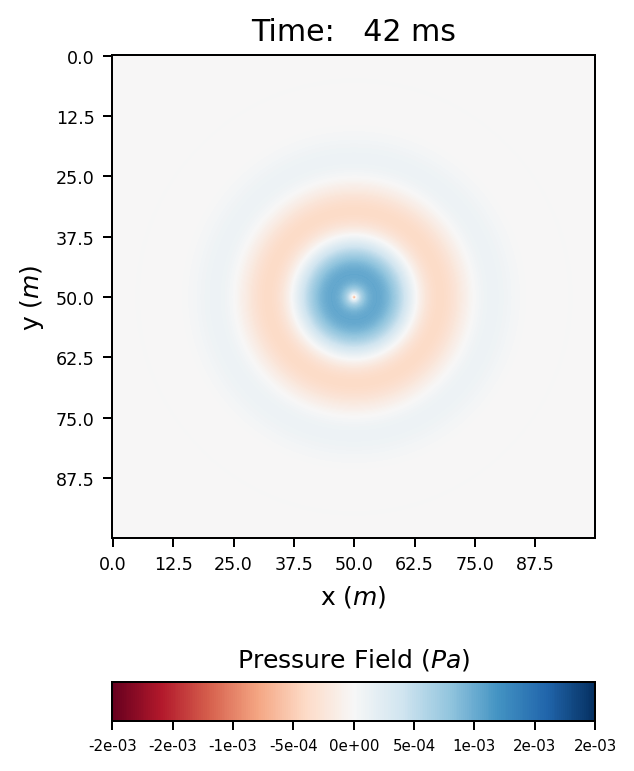 Time: 42 ms
0.0
12.5
25.0
37.5
50.0
62.5
75.0
87.5
y (m)
0.0 12.5 25.0 37.5 50.0 62.5 75.0 87.5
x (m)
Pressure Field (Pa)
-2e-03 -2e-03 -1e-03 -5e-04 0e+00 5e-04 1e-03 2e-03 2e-03